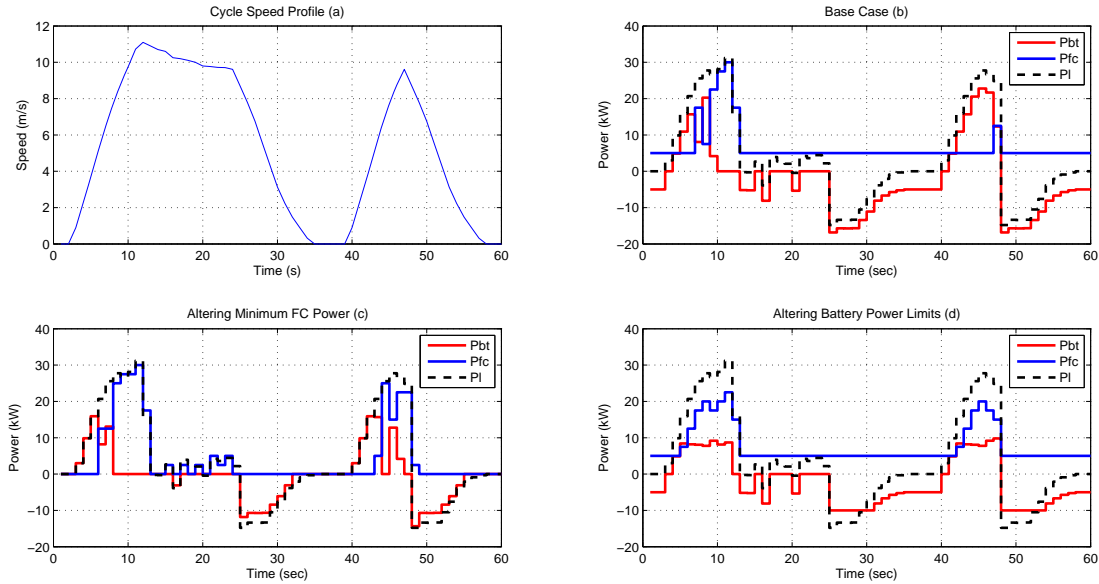 Cycle Speed Profile (a)
12
10
8
6
4
2
0
Speed (m/s)
0 10 20 30 40 50 60
Time (s)
Base Case (b)
40
30
20
10
0
−10
−20
Power (kW)
Pbt
Pfc
Pl
0 10 20 30 40 50 60
Time (sec)
Altering Minimum FC Power (c)
40
30
20
10
0
−10
−20
Power (kW)
Pbt
Pfc
Pl
0 10 20 30 40 50 60
Time (sec)
Altering Battery Power Limits (d)
40
30
20
10
0
−10
−20
Power (kW)
Pbt
Pfc
Pl
0 10 20 30 40 50 60
Time (sec)